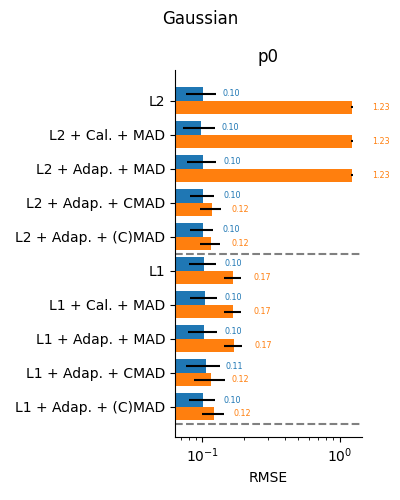 Gaussian
p0
L2 0.10 1.23
L2 + Cal. + MAD 0.10 1.23
L2 + Adap. + MAD 0.10 1.23
L2 + Adap. + CMAD 0.10 0.12
L2 + Adap. + (C)MAD 0.10 0.12
L1 0.10 0.17
L1 + Cal. + MAD 0.10 0.17
L1 + Adap. + MAD 0.10 0.17
L1 + Adap. + CMAD 0.11 0.12
L1 + Adap. + (C)MAD 0.10 0.12
10⁻¹ 10⁰
RMSE